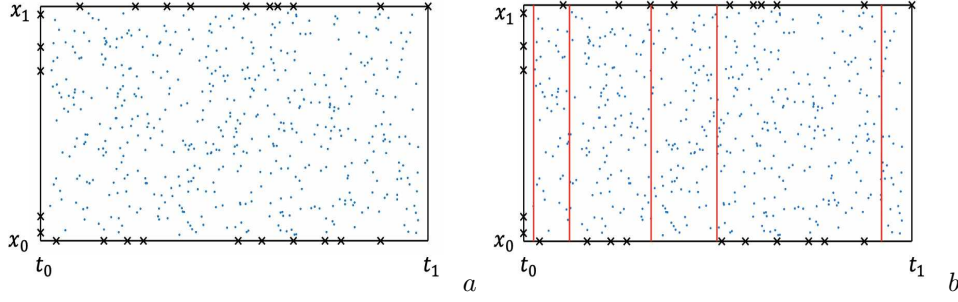 x₁ x₁
x₀ x₀
t₀ t₁ t₀ t₁
a b